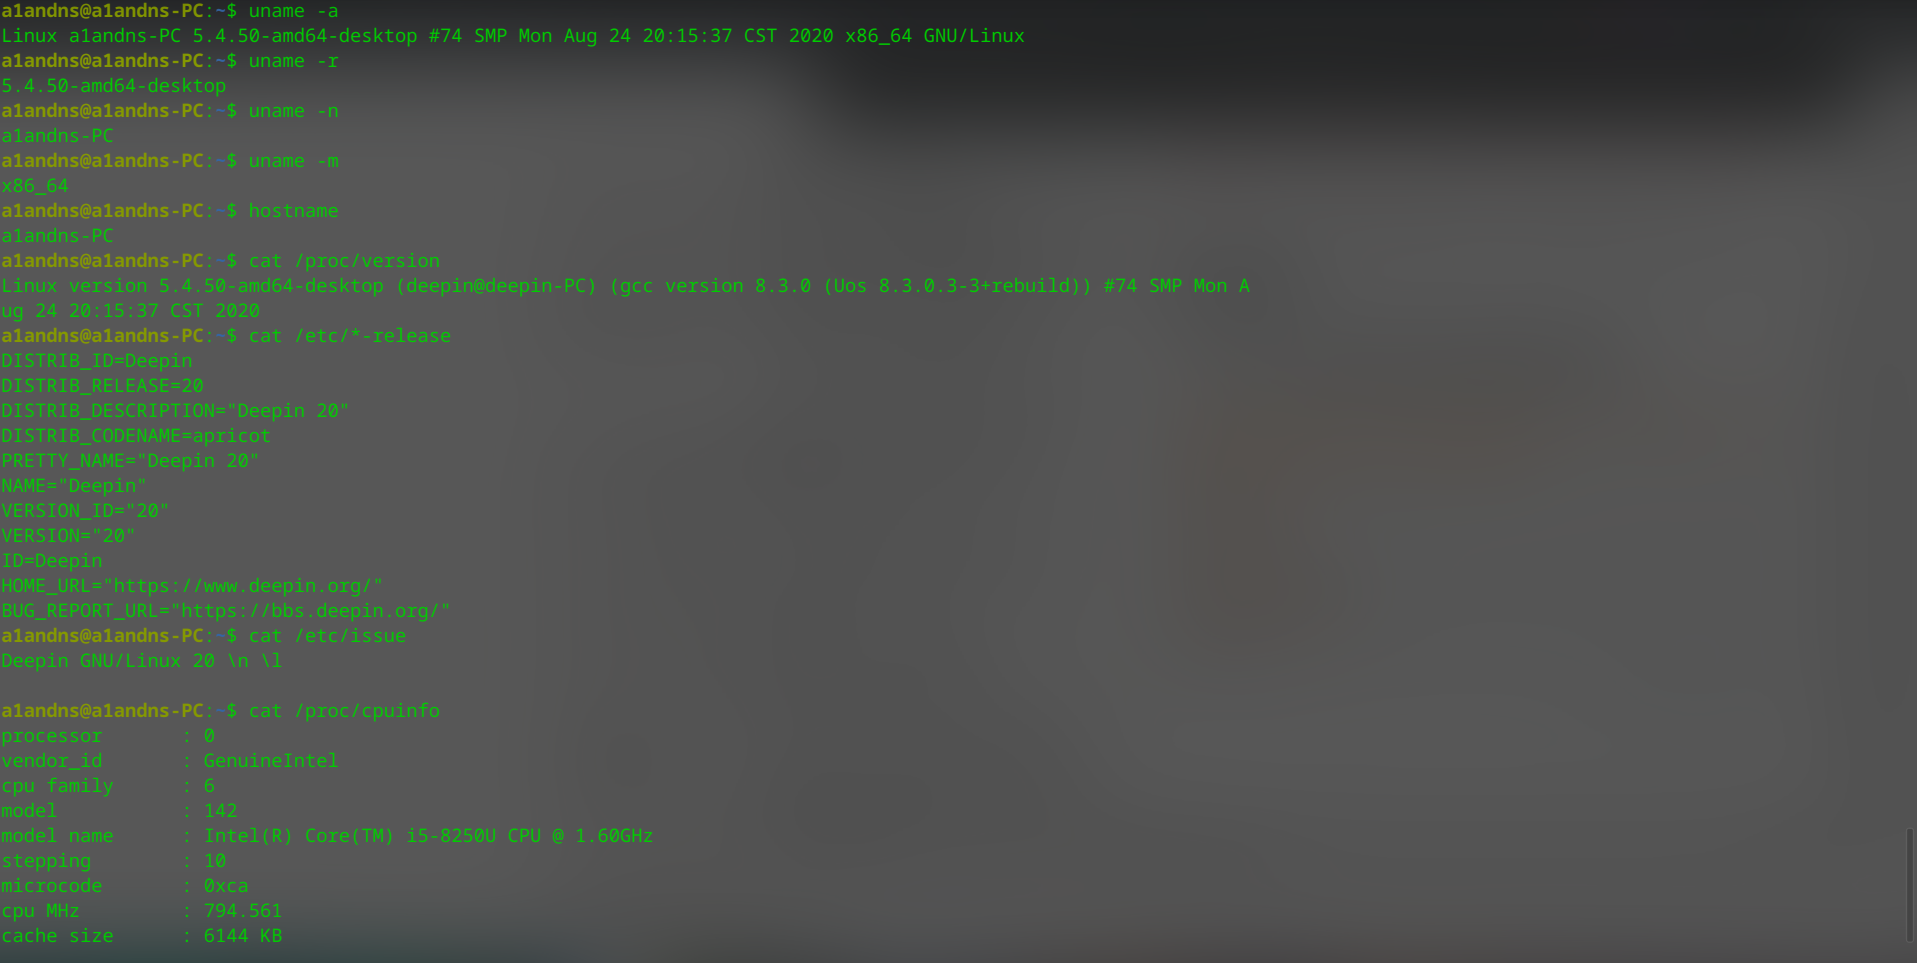 a1andns@a1andns-PC:~$ uname -a
Linux a1andns-PC 5.4.50-amd64-desktop #74 SMP Mon Aug 24 20:15:37 CST 2020 x86_64 GNU/Linux
a1andns@a1andns-PC:~$ uname -r
5.4.50-amd64-desktop
a1andns@a1andns-PC:~$ uname -n
a1andns-PC
a1andns@a1andns-PC:~$ uname -m
x86_64
a1andns@a1andns-PC:~$ hostname
a1andns-PC
a1andns@a1andns-PC:~$ cat /proc/version
Linux version 5.4.50-amd64-desktop (deepin@deepin-PC) (gcc version 8.3.0 (Uos 8.3.0.3-3+rebuild)) #74 SMP Mon A
ug 24 20:15:37 CST 2020
a1andns@a1andns-PC:~$ cat /etc/*-release
DISTRIB_ID=Deepin
DISTRIB_RELEASE=20
DISTRIB_DESCRIPTION="Deepin 20"
DISTRIB_CODENAME=apricot
PRETTY_NAME="Deepin 20"
NAME="Deepin"
VERSION_ID="20"
VERSION="20"
ID=Deepin
HOME_URL="https://www.deepin.org/"
BUG_REPORT_URL="https://bbs.deepin.org/"
a1andns@a1andns-PC:~$ cat /etc/issue
Deepin GNU/Linux 20 \n \l
a1andns@a1andns-PC:~$ cat /proc/cpuinfo
processor : 0
vendor_id : GenuineIntel
cpu family : 6
model : 142
model name : Intel(R) Core(TM) i5-8250U CPU @ 1.60GHz
stepping : 10
microcode : 0xca
cpu MHz : 794.561
cache size : 6144 KB